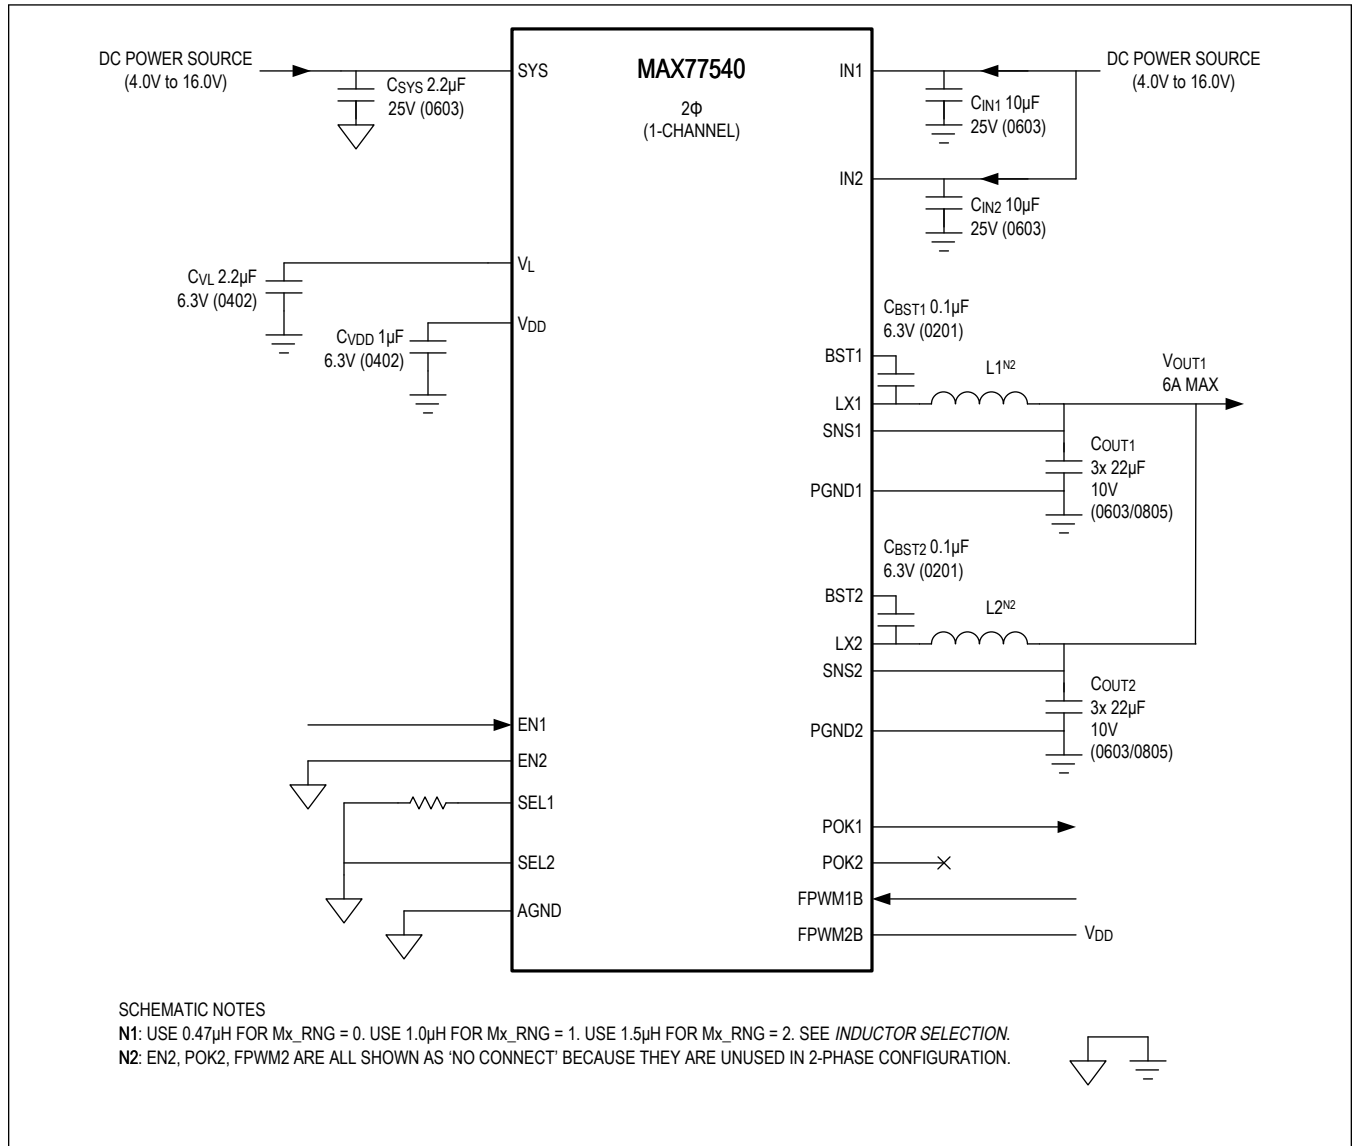 DC POWER SOURCE
(4.0V to 16.0V)
CSYS 2.2µF
25V (0603)
SYS
MAX77540
2Φ
(1-CHANNEL)
IN1
DC POWER SOURCE
(4.0V to 16.0V)
CIN1 10µF
25V (0603)
IN2
CIN2 10µF
25V (0603)
VL
CVL 2.2µF
6.3V (0402)
VDD
CVDD 1µF
6.3V (0402)
CBST1 0.1µF
6.3V (0201)
BST1
L1N2
VOUT1
6A MAX
LX1
SNS1
COUT1
3x 22µF
10V
(0603/0805)
PGND1
CBST2 0.1µF
6.3V (0201)
BST2
L2N2
LX2
SNS2
COUT2
3x 22µF
10V
(0603/0805)
PGND2
EN1
EN2
SEL1
SEL2
AGND
POK1
POK2
FPWM1B
FPWM2B
VDD
SCHEMATIC NOTES
N1: USE 0.47µH FOR Mx_RNG = 0. USE 1.0µH FOR Mx_RNG = 1. USE 1.5µH FOR Mx_RNG = 2. SEE INDUCTOR SELECTION.
N2: EN2, POK2, FPWM2 ARE ALL SHOWN AS ‘NO CONNECT’ BECAUSE THEY ARE UNUSED IN 2-PHASE CONFIGURATION.